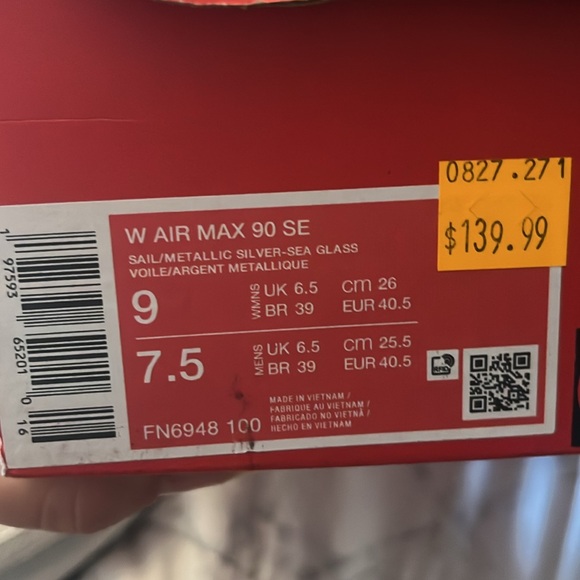 0827.271
$139.99
W AIR MAX 90 SE
SAIL/METALLIC SILVER-SEA GLASS
VOILE/ARGENT METALLIQUE
9
WMNS
UK 6.5 cm 26
BR 39 EUR 40.5
7.5
MENS
UK 6.5 cm 25.5
BR 39 EUR 40.5
FN6948 100
MADE IN VIETNAM /
FABRIQUE AU VIETNAM /
FABRICADO NO VIETNÃ /
HECHO EN VIETNAM
1 97593 65201 0 16